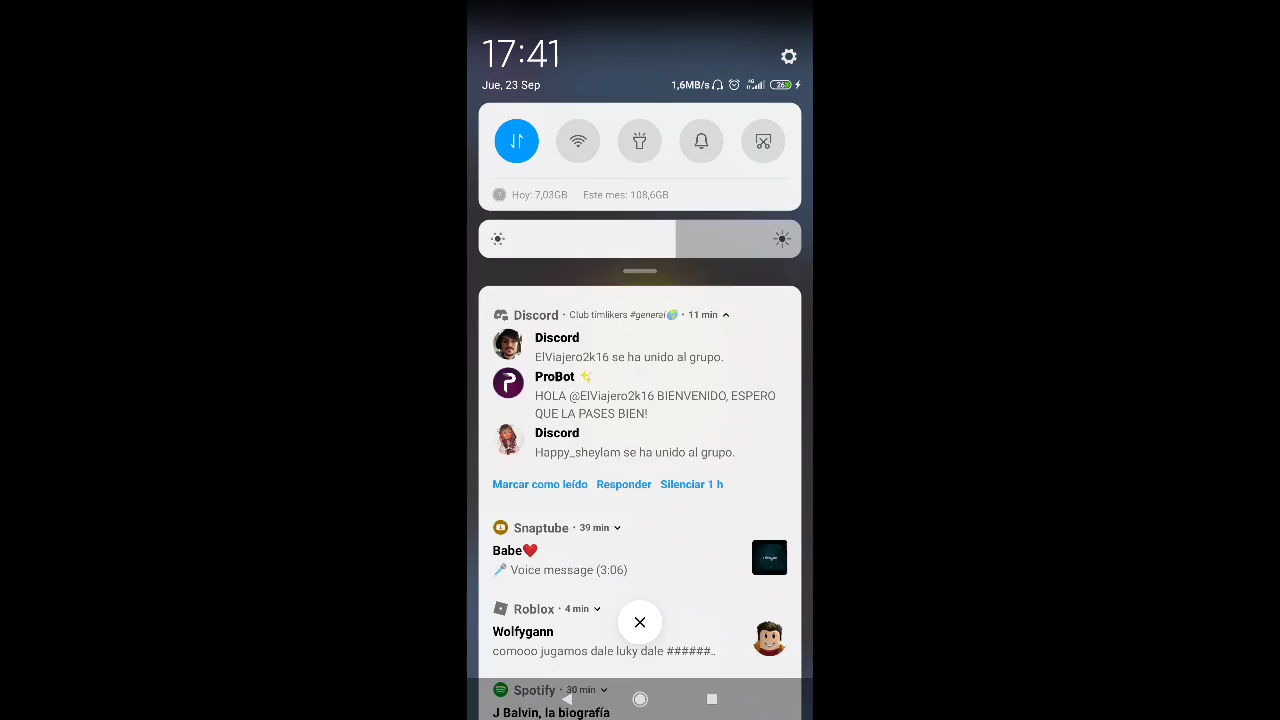 17:41
Jue, 23 Sep
1,6MB/s 4G 26
Hoy: 7,03GB Este mes: 108,6GB
Discord · Club timlikers #general · 11 min
Discord
ElViajero2k16 se ha unido al grupo.
ProBot ✨
HOLA @ElViajero2k16 BIENVENIDO, ESPERO
QUE LA PASES BIEN!
Discord
Happy_sheylam se ha unido al grupo.
Marcar como leído Responder Silenciar 1 h
Snaptube · 39 min
Babe❤️
🎤 Voice message (3:06)
Roblox · 4 min
Wolfygann
comooo jugamos dale luky dale ######..
Spotify · 30 min
J Balvin, la biografía